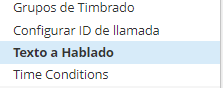 Grupos de Timbrado
Configurar ID de llamada
Texto a Hablado
Time Conditions